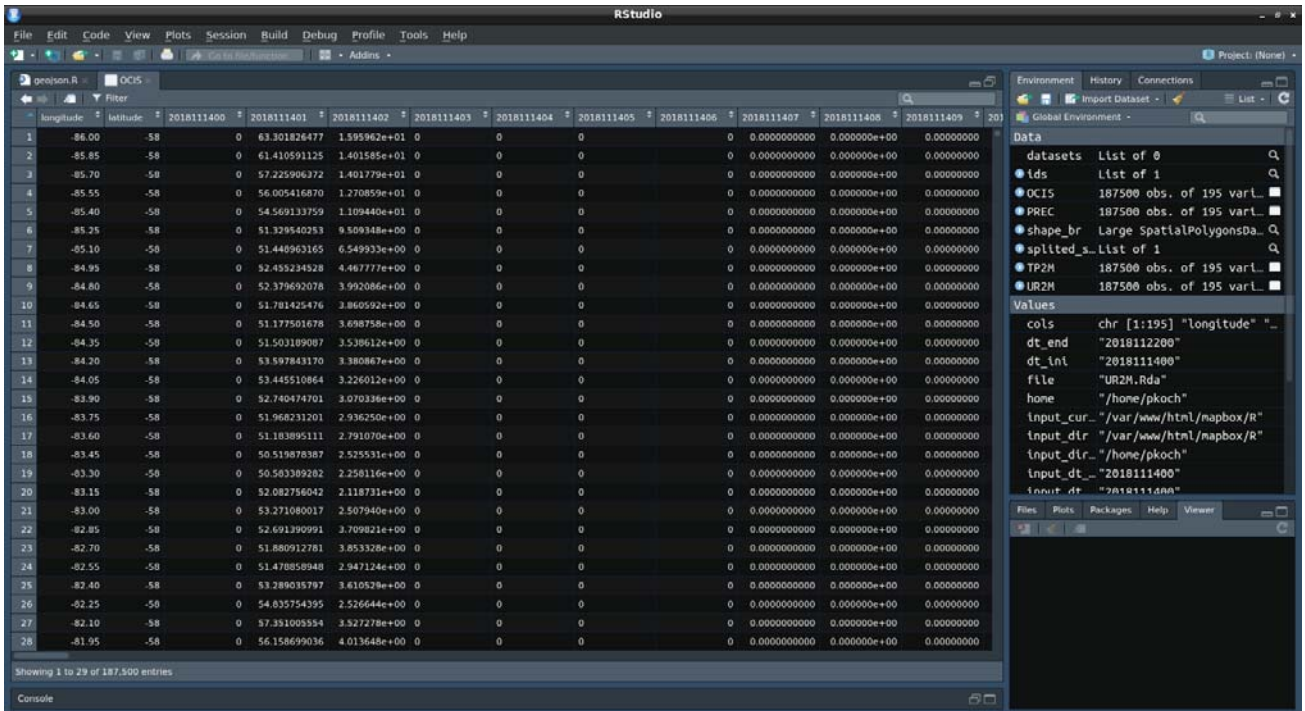 RStudio
File Edit Code View Plots Session Build Debug Profile Tools Help
Go to file/function Addins Project: (None)
geojson.R OCIS
Filter
longitude latitude 2018111400 2018111401 2018111402 2018111403 2018111404 2018111405 2018111406 2018111407 2018111408 2018111409 201
1 -86.00 -58 0 63.301826477 1.595962e+01 0 0 0 0.0000000000 0.000000e+00 0.00000000
2 -85.85 -58 0 61.410591125 1.401585e+01 0 0 0 0.0000000000 0.000000e+00 0.00000000
3 -85.70 -58 0 57.225906372 1.401779e+01 0 0 0 0.0000000000 0.000000e+00 0.00000000
4 -85.55 -58 0 56.005416870 1.270859e+01 0 0 0 0.0000000000 0.000000e+00 0.00000000
5 -85.40 -58 0 54.569133759 1.109440e+01 0 0 0 0.0000000000 0.000000e+00 0.00000000
6 -85.25 -58 0 51.329540253 9.509348e+00 0 0 0 0.0000000000 0.000000e+00 0.00000000
7 -85.10 -58 0 51.448963165 6.549933e+00 0 0 0 0.0000000000 0.000000e+00 0.00000000
8 -84.95 -58 0 52.455234528 4.467777e+00 0 0 0 0.0000000000 0.000000e+00 0.00000000
9 -84.80 -58 0 52.379692078 3.992086e+00 0 0 0 0.0000000000 0.000000e+00 0.00000000
10 -84.65 -58 0 51.781425476 3.860592e+00 0 0 0 0.0000000000 0.000000e+00 0.00000000
11 -84.50 -58 0 51.177501678 3.698758e+00 0 0 0 0.0000000000 0.000000e+00 0.00000000
12 -84.35 -58 0 51.503189087 3.538612e+00 0 0 0 0.0000000000 0.000000e+00 0.00000000
13 -84.20 -58 0 53.597843170 3.380867e+00 0 0 0 0.0000000000 0.000000e+00 0.00000000
14 -84.05 -58 0 53.445510864 3.226012e+00 0 0 0 0.0000000000 0.000000e+00 0.00000000
15 -83.90 -58 0 52.740474701 3.070336e+00 0 0 0 0.0000000000 0.000000e+00 0.00000000
16 -83.75 -58 0 51.968231201 2.936250e+00 0 0 0 0.0000000000 0.000000e+00 0.00000000
17 -83.60 -58 0 51.183895111 2.791070e+00 0 0 0 0.0000000000 0.000000e+00 0.00000000
18 -83.45 -58 0 50.519878387 2.525531e+00 0 0 0 0.0000000000 0.000000e+00 0.00000000
19 -83.30 -58 0 50.583389282 2.258116e+00 0 0 0 0.0000000000 0.000000e+00 0.00000000
20 -83.15 -58 0 52.082756042 2.118731e+00 0 0 0 0.0000000000 0.000000e+00 0.00000000
21 -83.00 -58 0 53.271080017 2.507940e+00 0 0 0 0.0000000000 0.000000e+00 0.00000000
22 -82.85 -58 0 52.691390991 3.709821e+00 0 0 0 0.0000000000 0.000000e+00 0.00000000
23 -82.70 -58 0 51.880912781 3.853328e+00 0 0 0 0.0000000000 0.000000e+00 0.00000000
24 -82.55 -58 0 51.478858948 2.947124e+00 0 0 0 0.0000000000 0.000000e+00 0.00000000
25 -82.40 -58 0 53.289035797 3.610529e+00 0 0 0 0.0000000000 0.000000e+00 0.00000000
26 -82.25 -58 0 54.835754395 2.526644e+00 0 0 0 0.0000000000 0.000000e+00 0.00000000
27 -82.10 -58 0 57.351005554 3.527278e+00 0 0 0 0.0000000000 0.000000e+00 0.00000000
28 -81.95 -58 0 56.158699036 4.013648e+00 0 0 0 0.0000000000 0.000000e+00 0.00000000
Showing 1 to 29 of 187,500 entries
Console
Environment History Connections
Import Dataset List
Global Environment
Data
datasets List of 0
ids List of 1
OCIS 187500 obs. of 195 vari…
PREC 187500 obs. of 195 vari…
shape_br Large SpatialPolygonsDa…
splited_s… List of 1
TP2M 187500 obs. of 195 vari…
UR2M 187500 obs. of 195 vari…
Values
cols chr [1:195] "longitude" "…
dt_end "2018112200"
dt_ini "2018111400"
file "UR2M.Rda"
home "/home/pkoch"
input_cur… "/var/www/html/mapbox/R"
input_dir "/var/www/html/mapbox/R"
input_dir… "/home/pkoch"
input_dt_… "2018111400"
input_dt "2018111400"
Files Plots Packages Help Viewer